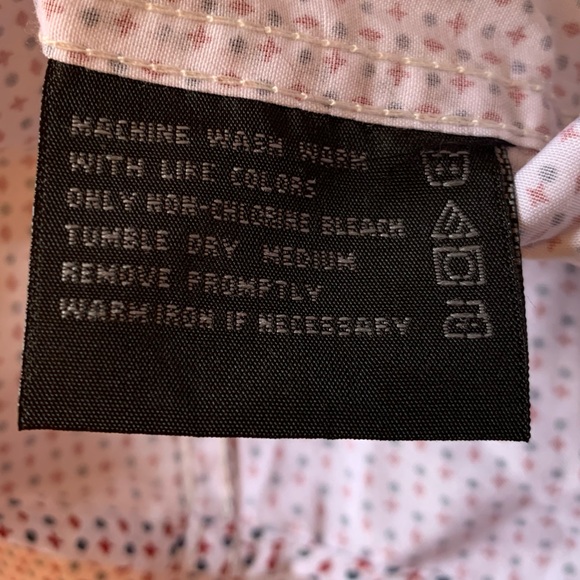 MACHINE WASH WARM
WITH LIKE COLORS
ONLY NON-CHLORINE BLEACH
TUMBLE DRY MEDIUM
REMOVE PROMPTLY
WARM IRON IF NECESSARY